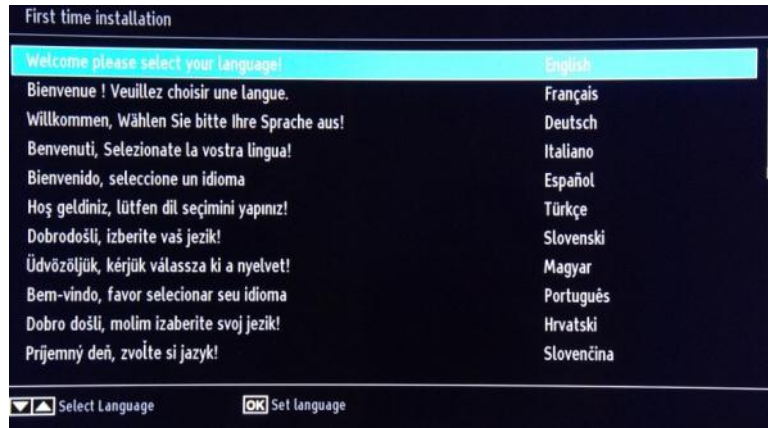 First time installation
Welcome please select your language! English
Bienvenue ! Veuillez choisir une langue. Français
Willkommen, Wählen Sie bitte Ihre Sprache aus! Deutsch
Benvenuti, Selezionate la vostra lingua! Italiano
Bienvenido, seleccione un idioma Español
Hoş geldiniz, lütfen dil seçimini yapınız! Türkçe
Dobrodošli, izberite vaš jezik! Slovenski
Üdvözöljük, kérjük válassza ki a nyelvet! Magyar
Bem-vindo, favor selecionar seu idioma Português
Dobro došli, molim izaberite svoj jezik! Hrvatski
Príjemný deň, zvoľte si jazyk! Slovenčina
Select Language OK Set language